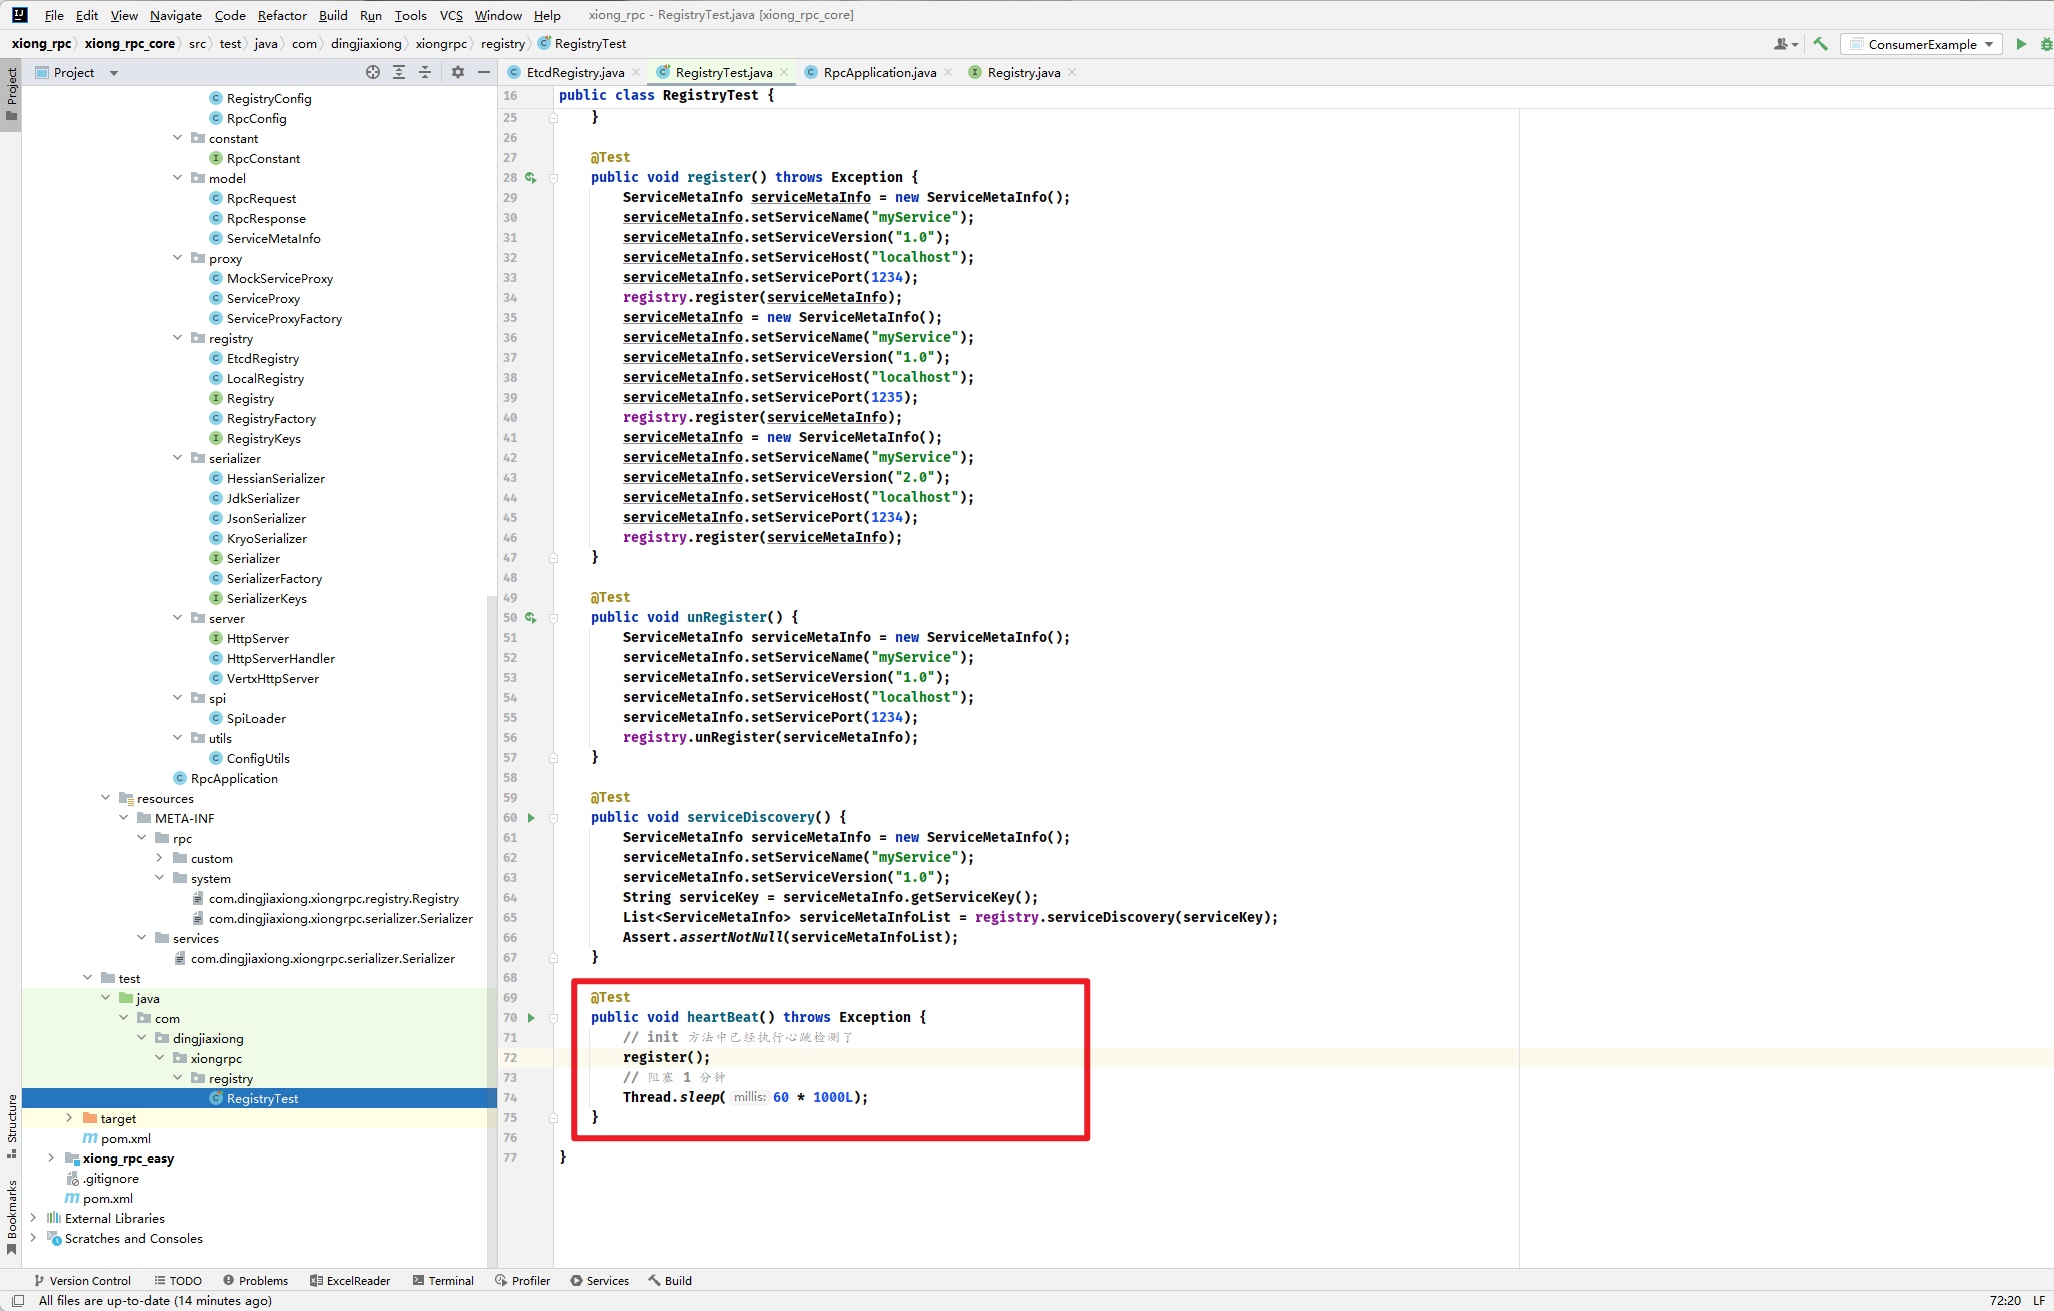 File Edit View Navigate Code Refactor Build Run Tools VCS Window Help xiong_rpc - RegistryTest.java [xiong_rpc_core]
xiong_rpc xiong_rpc_core src test java com dingjiaxiong xiongrpc registry RegistryTest ConsumerExample
Project
Project
EtcdRegistry.java RegistryTest.java RpcApplication.java Registry.java
RegistryConfig
RpcConfig
constant
RpcConstant
model
RpcRequest
RpcResponse
ServiceMetaInfo
proxy
MockServiceProxy
ServiceProxy
ServiceProxyFactory
registry
EtcdRegistry
LocalRegistry
Registry
RegistryFactory
RegistryKeys
serializer
HessianSerializer
JdkSerializer
JsonSerializer
KryoSerializer
Serializer
SerializerFactory
SerializerKeys
server
HttpServer
HttpServerHandler
VertxHttpServer
spi
SpiLoader
utils
ConfigUtils
RpcApplication
resources
META-INF
rpc
custom
system
com.dingjiaxiong.xiongrpc.registry.Registry
com.dingjiaxiong.xiongrpc.serializer.Serializer
services
com.dingjiaxiong.xiongrpc.serializer.Serializer
test
java
com
dingjiaxiong
xiongrpc
registry
RegistryTest
target
pom.xml
xiong_rpc_easy
.gitignore
pom.xml
External Libraries
Scratches and Consoles
Structure
Bookmarks
16 public class RegistryTest {
25 }
26
27 @Test
28 public void register() throws Exception {
29 ServiceMetaInfo serviceMetaInfo = new ServiceMetaInfo();
30 serviceMetaInfo.setServiceName("myService");
31 serviceMetaInfo.setServiceVersion("1.0");
32 serviceMetaInfo.setServiceHost("localhost");
33 serviceMetaInfo.setServicePort(1234);
34 registry.register(serviceMetaInfo);
35 serviceMetaInfo = new ServiceMetaInfo();
36 serviceMetaInfo.setServiceName("myService");
37 serviceMetaInfo.setServiceVersion("1.0");
38 serviceMetaInfo.setServiceHost("localhost");
39 serviceMetaInfo.setServicePort(1235);
40 registry.register(serviceMetaInfo);
41 serviceMetaInfo = new ServiceMetaInfo();
42 serviceMetaInfo.setServiceName("myService");
43 serviceMetaInfo.setServiceVersion("2.0");
44 serviceMetaInfo.setServiceHost("localhost");
45 serviceMetaInfo.setServicePort(1234);
46 registry.register(serviceMetaInfo);
47 }
48
49 @Test
50 public void unRegister() {
51 ServiceMetaInfo serviceMetaInfo = new ServiceMetaInfo();
52 serviceMetaInfo.setServiceName("myService");
53 serviceMetaInfo.setServiceVersion("1.0");
54 serviceMetaInfo.setServiceHost("localhost");
55 serviceMetaInfo.setServicePort(1234);
56 registry.unRegister(serviceMetaInfo);
57 }
58
59 @Test
60 public void serviceDiscovery() {
61 ServiceMetaInfo serviceMetaInfo = new ServiceMetaInfo();
62 serviceMetaInfo.setServiceName("myService");
63 serviceMetaInfo.setServiceVersion("1.0");
64 String serviceKey = serviceMetaInfo.getServiceKey();
65 List<ServiceMetaInfo> serviceMetaInfoList = registry.serviceDiscovery(serviceKey);
66 Assert.assertNotNull(serviceMetaInfoList);
67 }
68
69 @Test
70 public void heartBeat() throws Exception {
71 // init 方法中已经执行心跳检测了
72 register();
73 // 阻塞 1 分钟
74 Thread.sleep( millis: 60 * 1000L);
75 }
76
77 }
Version Control TODO Problems ExcelReader Terminal Profiler Services Build
All files are up-to-date (14 minutes ago) 72:20 LF